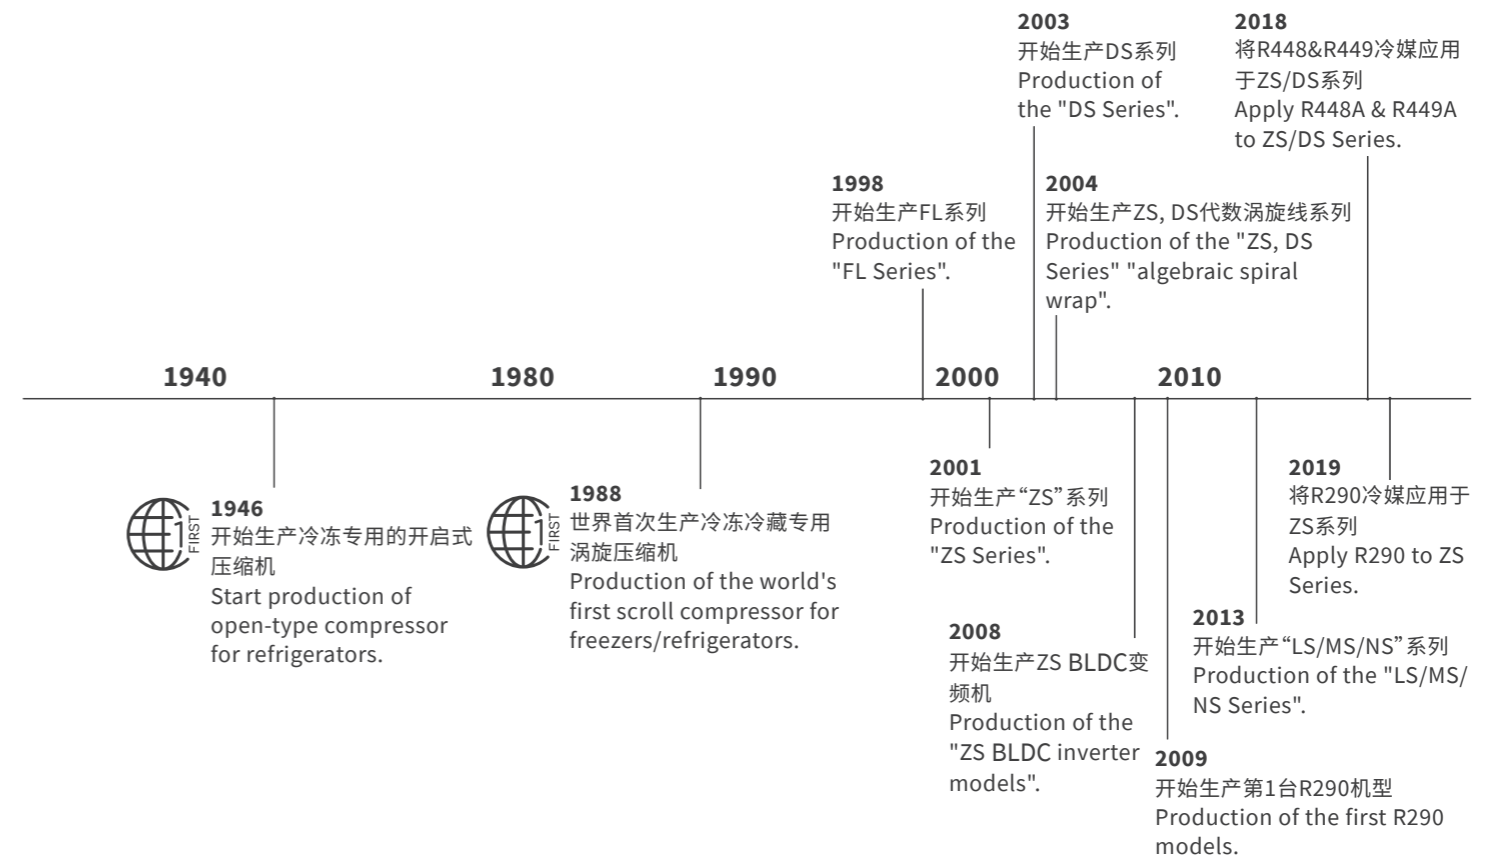 2003
开始生产DS系列
Production of
the "DS Series".
2018
将R448&R449冷媒应用
于ZS/DS系列
Apply R448A & R449A
to ZS/DS Series.
1998
开始生产FL系列
Production of the
"FL Series".
2004
开始生产ZS, DS代数涡旋线系列
Production of the "ZS, DS
Series" "algebraic spiral
wrap".
1940
1980
1990
2000
2010
1 FIRST
1946
开始生产冷冻专用的开启式
压缩机
Start production of
open-type compressor
for refrigerators.
1 FIRST
1988
世界首次生产冷冻冷藏专用
涡旋压缩机
Production of the world's
first scroll compressor for
freezers/refrigerators.
2001
开始生产“ZS”系列
Production of the
"ZS Series".
2019
将R290冷媒应用于
ZS系列
Apply R290 to ZS
Series.
2008
开始生产ZS BLDC变
频机
Production of the
"ZS BLDC inverter
models".
2013
开始生产“LS/MS/NS”系列
Production of the "LS/MS/
NS Series".
2009
开始生产第1台R290机型
Production of the first R290
models.